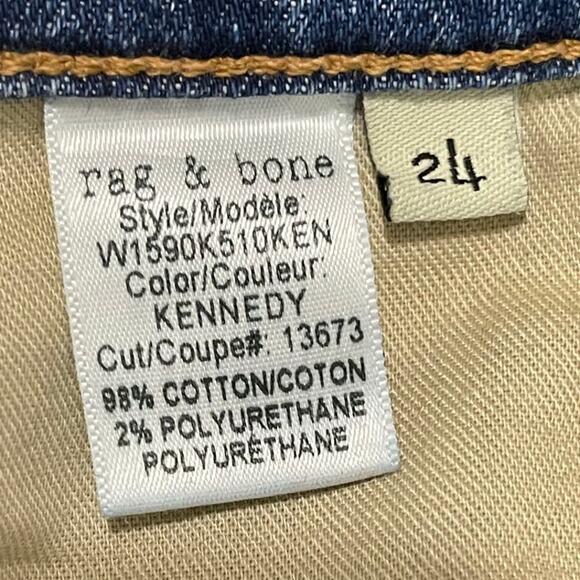 rag & bone
24
Style/Modèle:
W1590K510KEN
Color/Couleur:
KENNEDY
Cut/Coupe#: 13673
98% COTTON/COTON
2% POLYURETHANE
POLYURÉTHANE